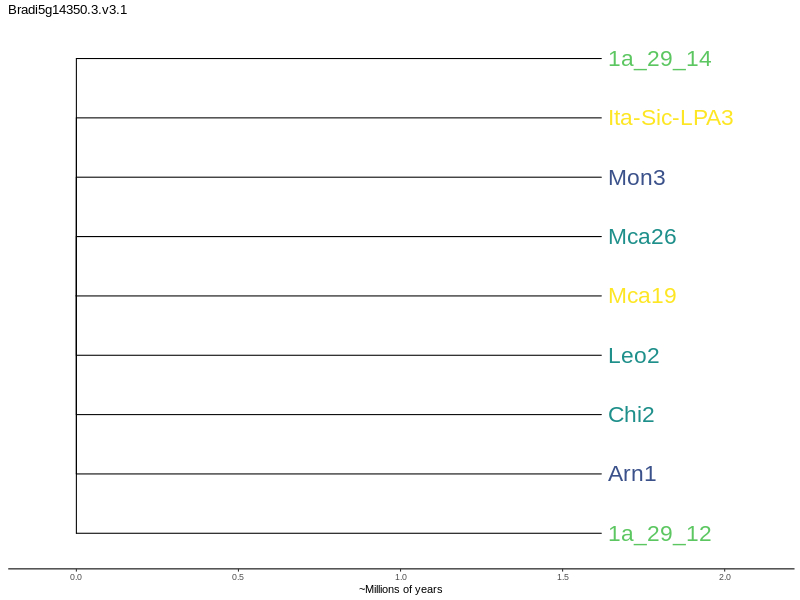 Bradi5g14350.3.v3.1
1a_29_14
Ita-Sic-LPA3
Mon3
Mca26
Mca19
Leo2
Chi2
Arn1
1a_29_12
0.0 0.5 1.0 1.5 2.0
~Millions of years